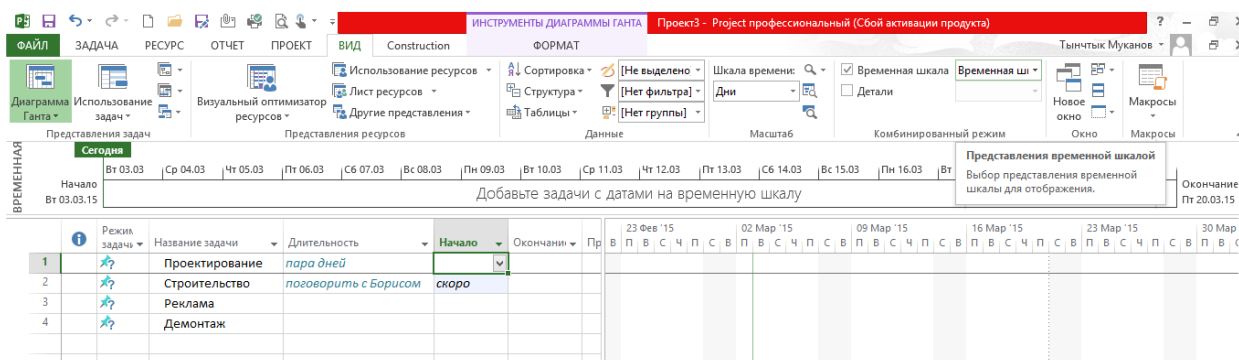 ИНСТРУМЕНТЫ ДИАГРАММЫ ГАНТА Проект3 - Project профессиональный (Сбой активации продукта)
ФАЙЛ ЗАДАЧА РЕСУРС ОТЧЕТ ПРОЕКТ ВИД Construction ФОРМАТ Тынчтык Муканов
Использование ресурсов Сортировка [Не выделено Шкала времени: Временная шкала Временная шк
Лист ресурсов Структура [Нет фильтра] Дни Детали
Диаграмма Использование Визуальный оптимизатор Другие представления Таблицы [Нет группы] Новое Макросы
Ганта задач ресурсов окно
Представления задач Представления ресурсов Данные Масштаб Комбинированный режим Окно Макросы
Сегодня
Представления временной шкалой
Выбор представления временной
шкалы для отображения.
ВРЕМЕННАЯ
Вт 03.03 Ср 04.03 Чт 05.03 Пт 06.03 Сб 07.03 Вс 08.03 Пн 09.03 Вт 10.03 Ср 11.03 Чт 12.03 Пт 13.03 Сб 14.03 Вс 15.03 Пн 16.03 Вт
Начало
Вт 03.03.15
Добавьте задачи с датами на временную шкалу
Окончание
Пт 20.03.15
Режим задачи Название задачи Длительность Начало Окончани Пр
23 Фев '15 02 Мар '15 09 Мар '15 16 Мар '15 23 Мар '15 30 Мар
В П В С Ч П С В П В С Ч П С В П В С Ч П С В П В С Ч П С В П В С Ч П С В П В
1 Проектирование пара дней
2 Строительство поговорить с Борисом скоро
3 Реклама
4 Демонтаж